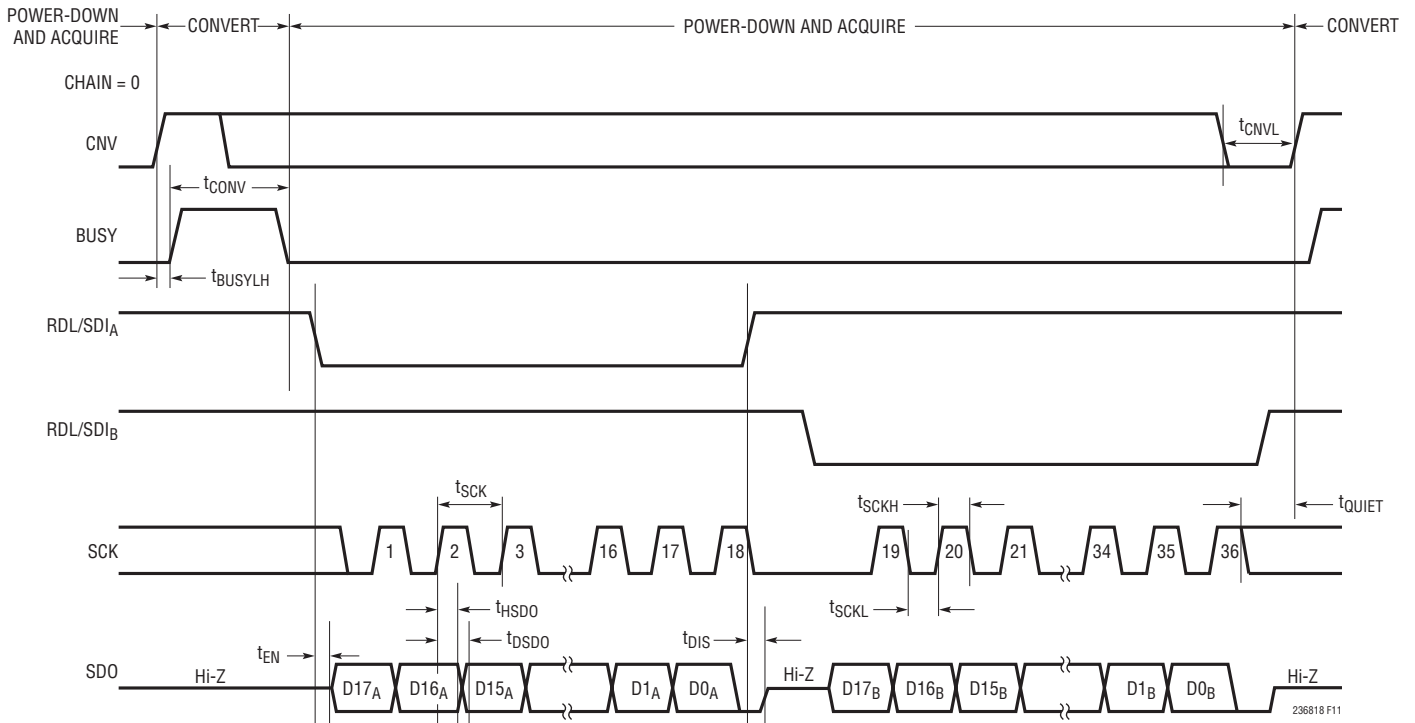 POWER-DOWN
AND ACQUIRE
CONVERT
POWER-DOWN AND ACQUIRE
CONVERT
CHAIN = 0
CNV
tCNVL
tCONV
BUSY
tBUSYLH
RDL/SDIA
RDL/SDIB
tSCK
tSCKH
tQUIET
SCK
1
2
3
16
17
18
19
20
21
34
35
36
tHSDO
tSCKL
tDSDO
tDIS
tEN
SDO
Hi-Z
D17A
D16A
D15A
D1A
D0A
Hi-Z
D17B
D16B
D15B
D1B
D0B
Hi-Z
236818 F11